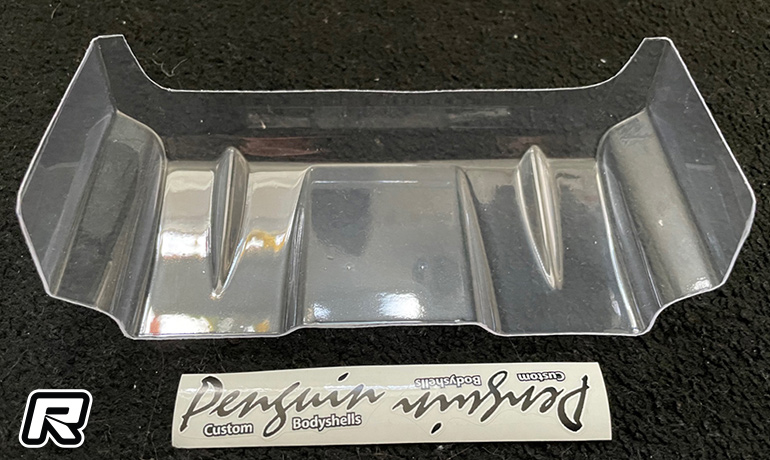 Penguin
Custom Bodyshells
Penguin
Custom
Bodyshells
R